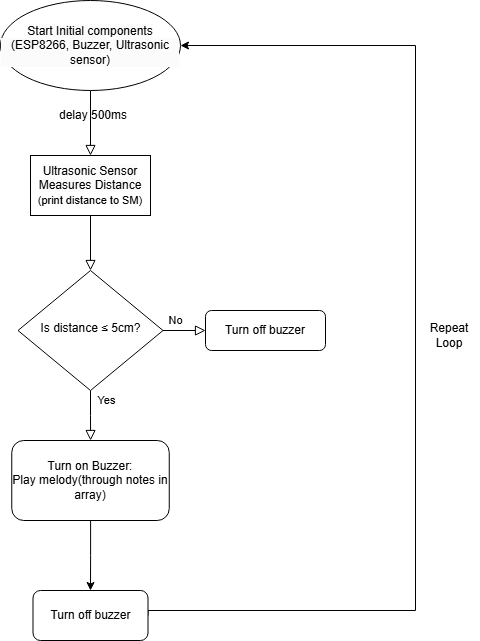 Start Initial components
(ESP8266, Buzzer, Ultrasonic
sensor)
delay 500ms
Ultrasonic Sensor
Measures Distance
(print distance to SM)
Is distance ≤ 5cm?
No
Turn off buzzer
Repeat
Loop
Yes
Turn on Buzzer:
Play melody(through notes in
array)
Turn off buzzer